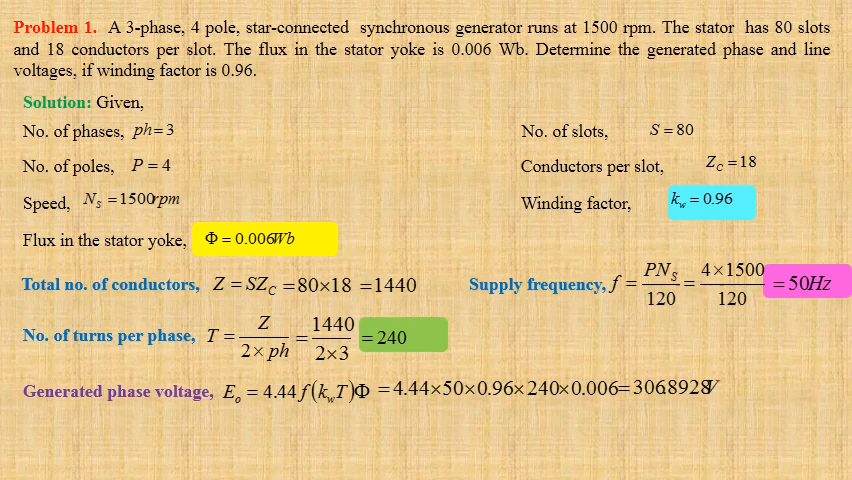 Problem 1. A 3-phase, 4 pole, star-connected synchronous generator runs at 1500 rpm. The stator has 80 slots
and 18 conductors per slot. The flux in the stator yoke is 0.006 Wb. Determine the generated phase and line
voltages, if winding factor is 0.96.
Solution: Given,
No. of phases, ph = 3
No. of slots, S = 80
No. of poles, P = 4
Conductors per slot, Z_C = 18
Speed, N_S = 1500rpm
Winding factor, k_w = 0.96
Flux in the stator yoke, Φ = 0.006Wb
Total no. of conductors, Z = SZ_C = 80×18 = 1440
Supply frequency, f = PN_S/120 = 4×1500/120 = 50Hz
No. of turns per phase, T = Z/2×ph = 1440/2×3 = 240
Generated phase voltage, E_o = 4.44 f(k_wT)Φ = 4.44×50×0.96×240×0.006 = 306.8928V